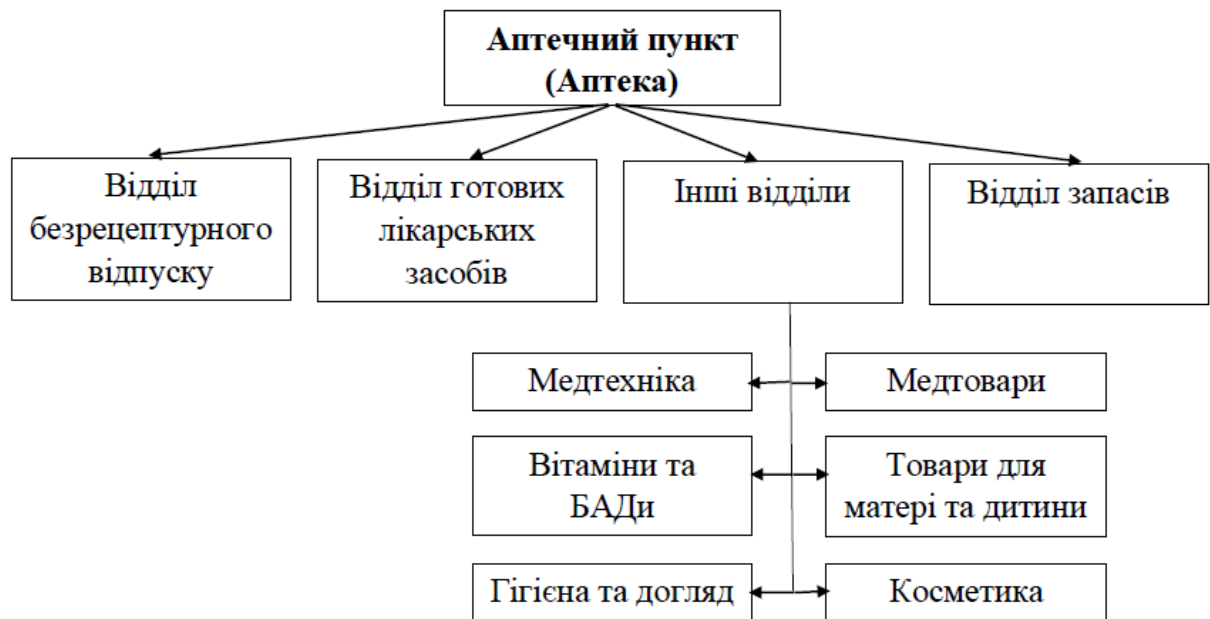 Аптечний пункт
(Аптека)
Відділ
безрецептурного
відпуску
Відділ готових
лікарських
засобів
Інші відділи
Відділ запасів
Медтехніка
Медтовари
Вітаміни та
БАДи
Товари для
матері та дитини
Гігієна та догляд
Косметика